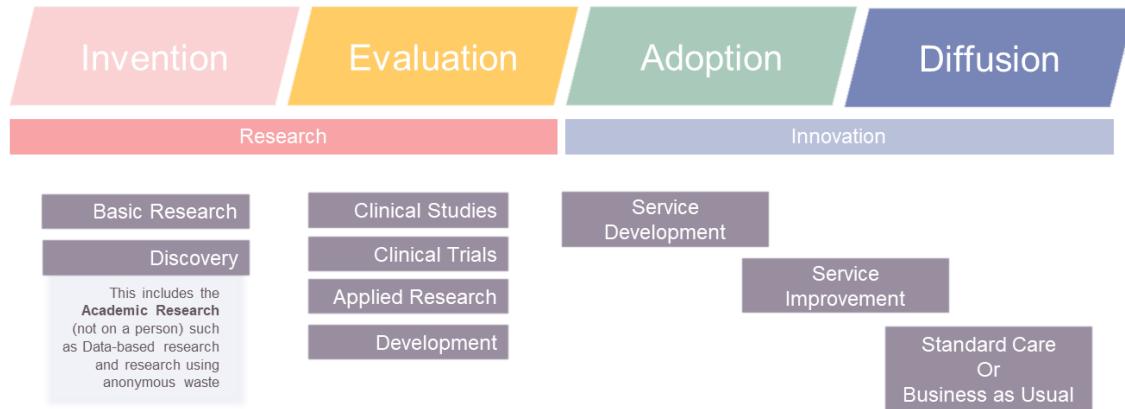 Invention
Evaluation
Adoption
Diffusion
Research
Innovation
Basic Research
Discovery
This includes the
Academic Research
(not on a person) such
as Data-based research
and research using
anonymous waste
Clinical Studies
Clinical Trials
Applied Research
Development
Service
Development
Service
Improvement
Standard Care
Or
Business as Usual